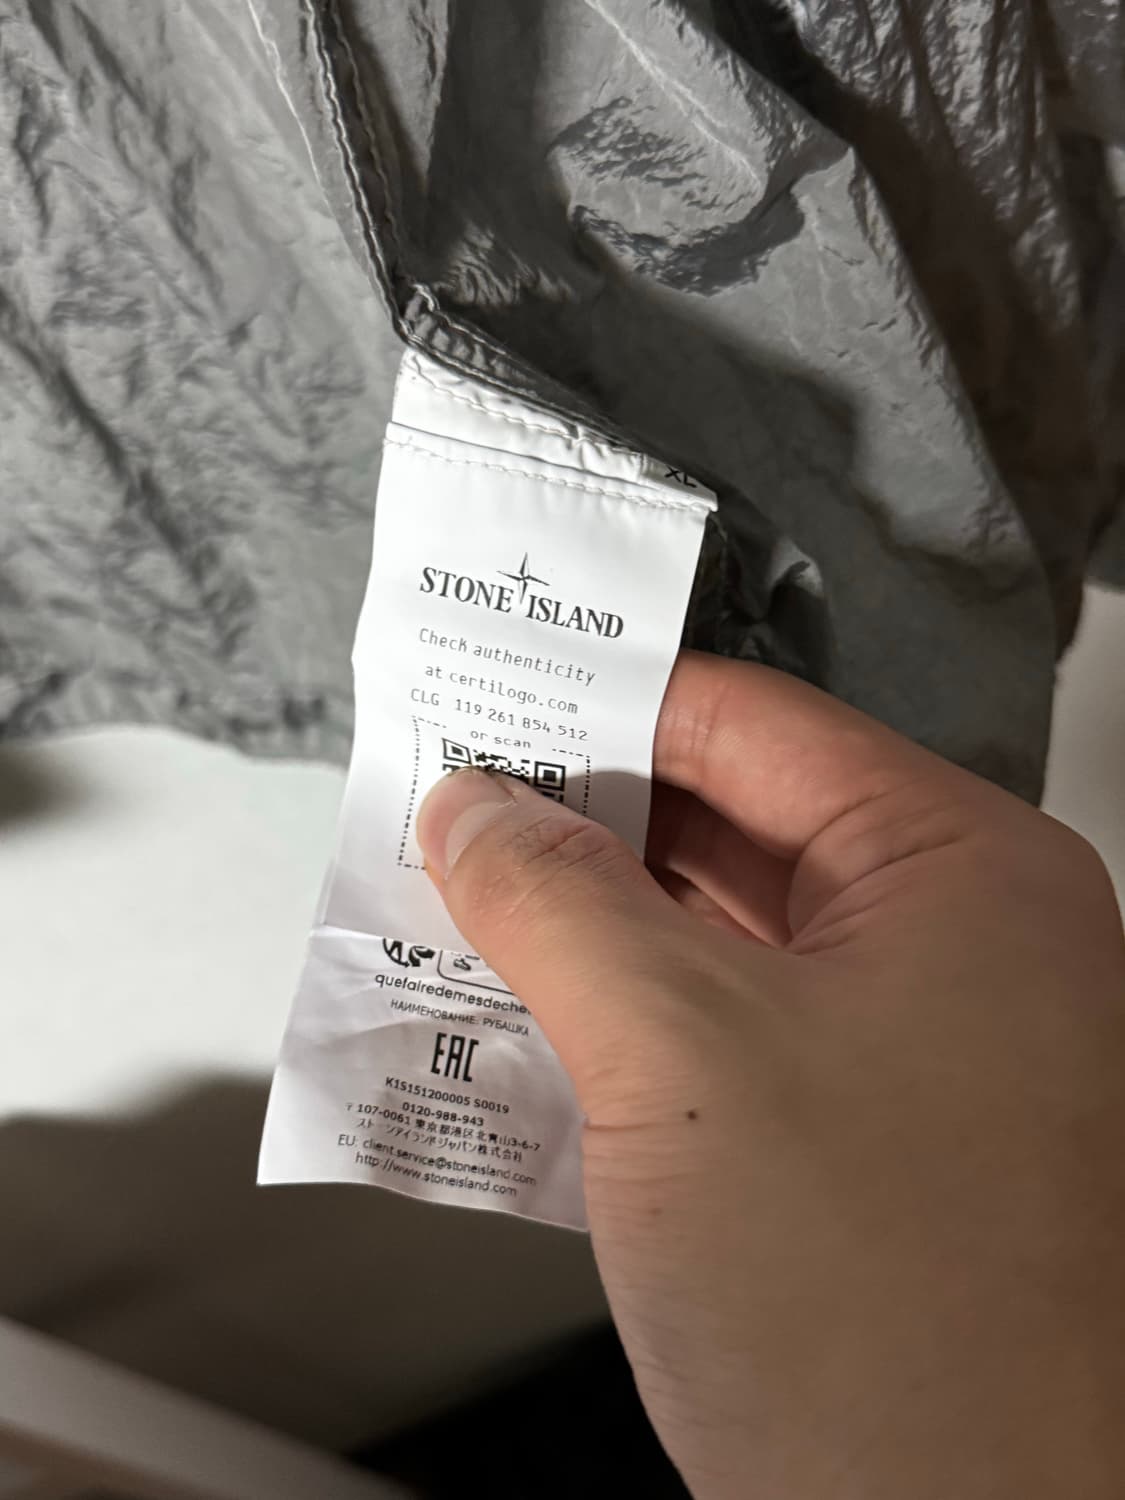 XL
STONE ISLAND
Check authenticity
at certilogo.com
CLG 119 261 854 512
or scan
quefairedemesdeche
НАИМЕНОВАНИЕ: РУБАШКА
EAC
K1S151200005 S0019
0120-988-943
〒107-0061 東京都港区北青山3-6-7
ストーンアイランドジャパン株式会社
EU: client.service@stoneisland.com
http://www.stoneisland.com